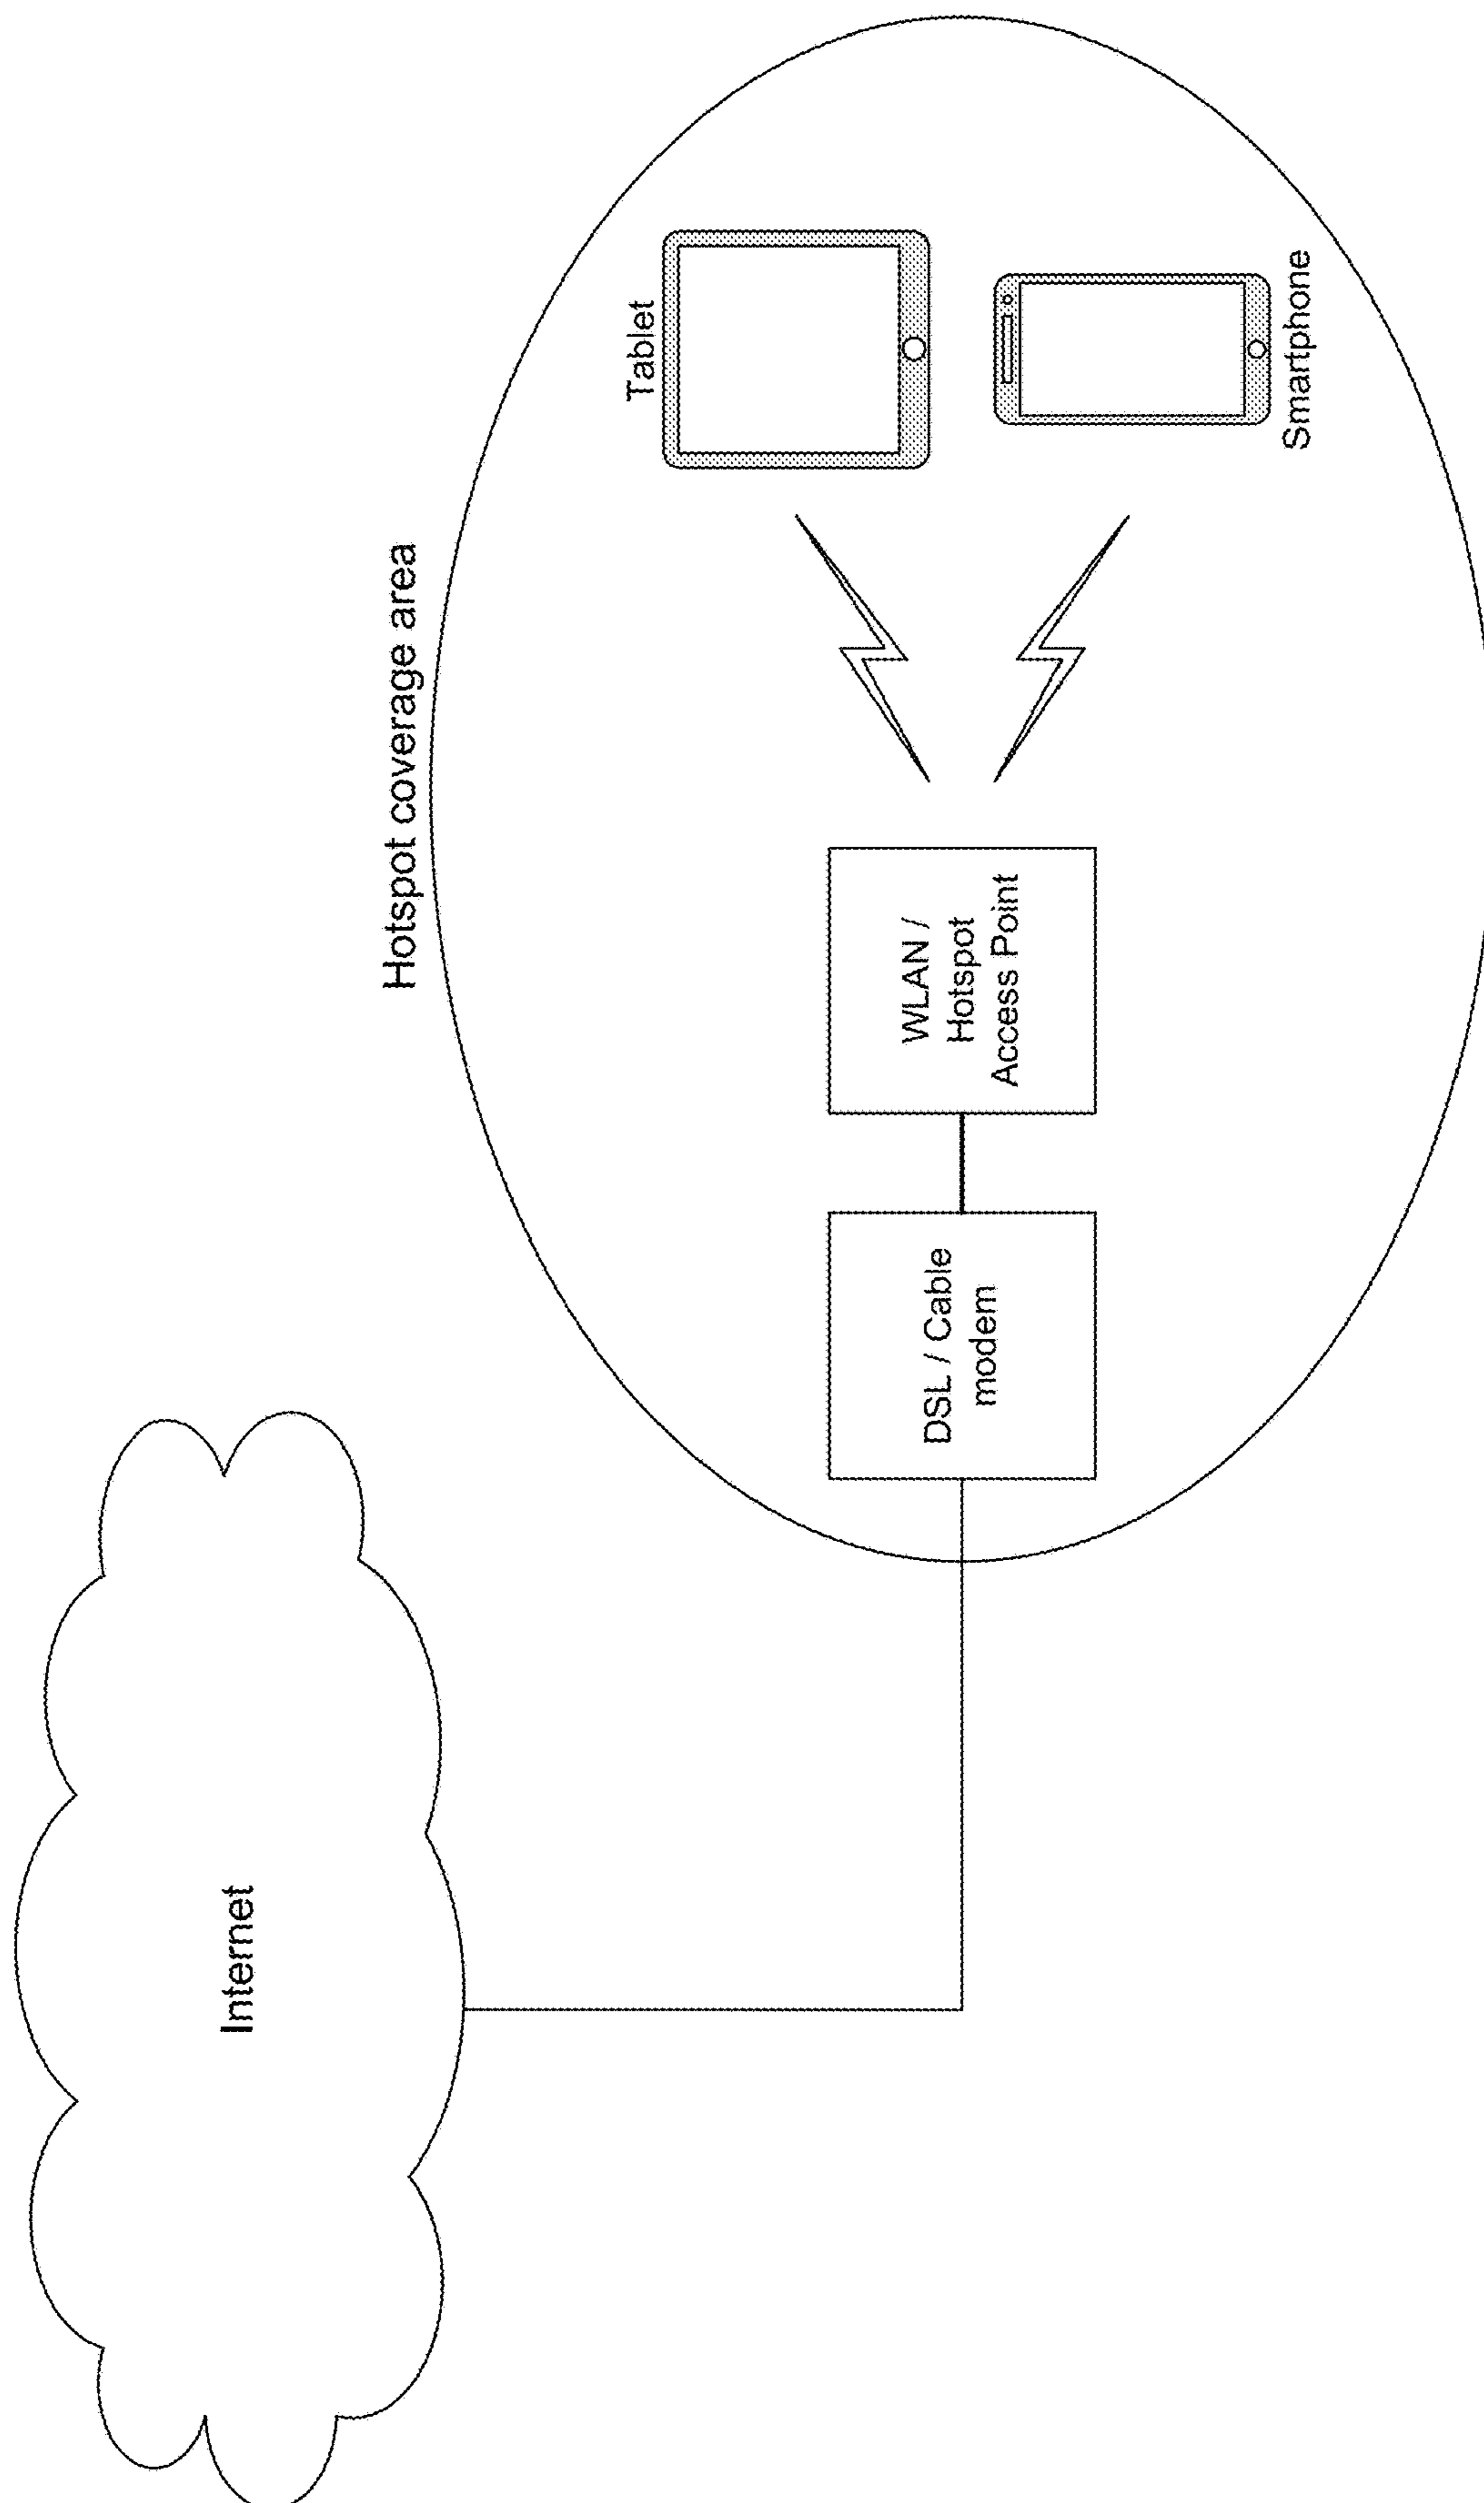 Internet
Hotspot coverage area
DSL / Cable
modem
WLAN /
Hotspot
Access Point
Tablet
Smartphone